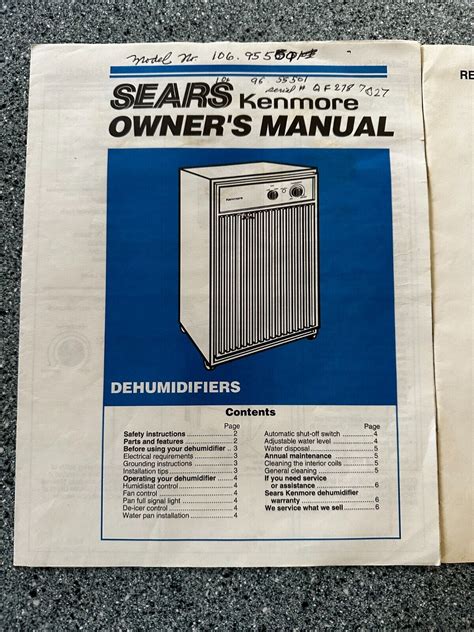 Model No. 106.9555
106 96 55501
serial # QF278 7027
SEARS Kenmore
OWNER'S MANUAL
RE
Kenmore
DEHUMIDIFIERS
Contents
Page
Safety instructions 2
Parts and features 2
Before using your dehumidifier 3
Electrical requirements 3
Grounding instructions 3
Installation tips 3
Operating your dehumidifier 4
Humidistat control 4
Fan control 4
Pan full signal light 4
De-icer control 4
Water pan installation 4
Page
Automatic shut-off switch 4
Adjustable water level 4
Water disposal 5
Annual maintenance 5
Cleaning the interior coils 5
General cleaning 5
If you need service
or assistance 6
Sears Kenmore dehumidifier
warranty 6
We service what we sell 6